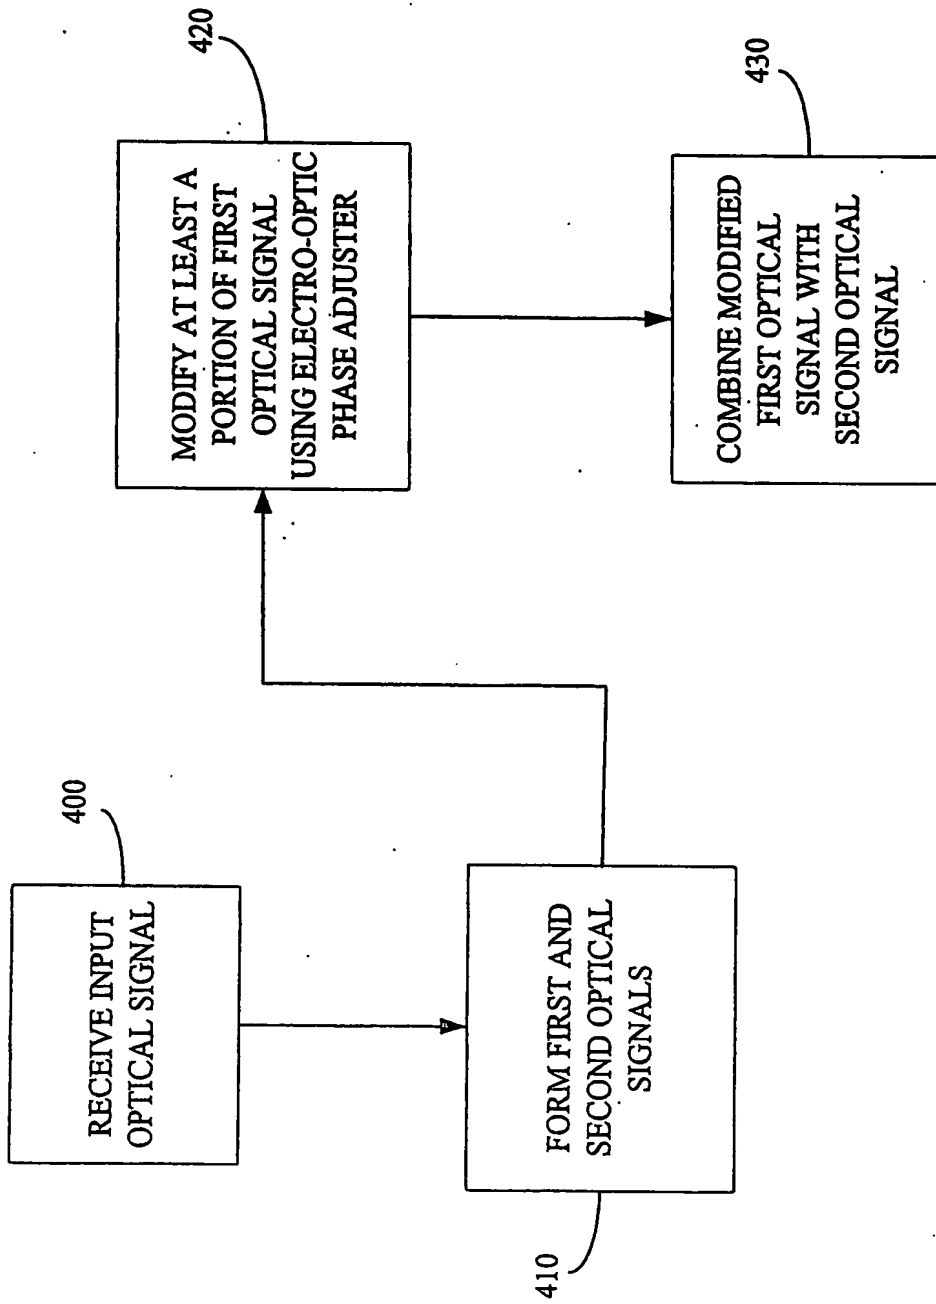 400
RECEIVE INPUT
OPTICAL SIGNAL
410
FORM FIRST AND
SECOND OPTICAL
SIGNALS
420
MODIFY AT LEAST A
PORTION OF FIRST
OPTICAL SIGNAL
USING ELECTRO-OPTIC
PHASE ADJUSTER
430
COMBINE MODIFIED
FIRST OPTICAL
SIGNAL WITH
SECOND OPTICAL
SIGNAL